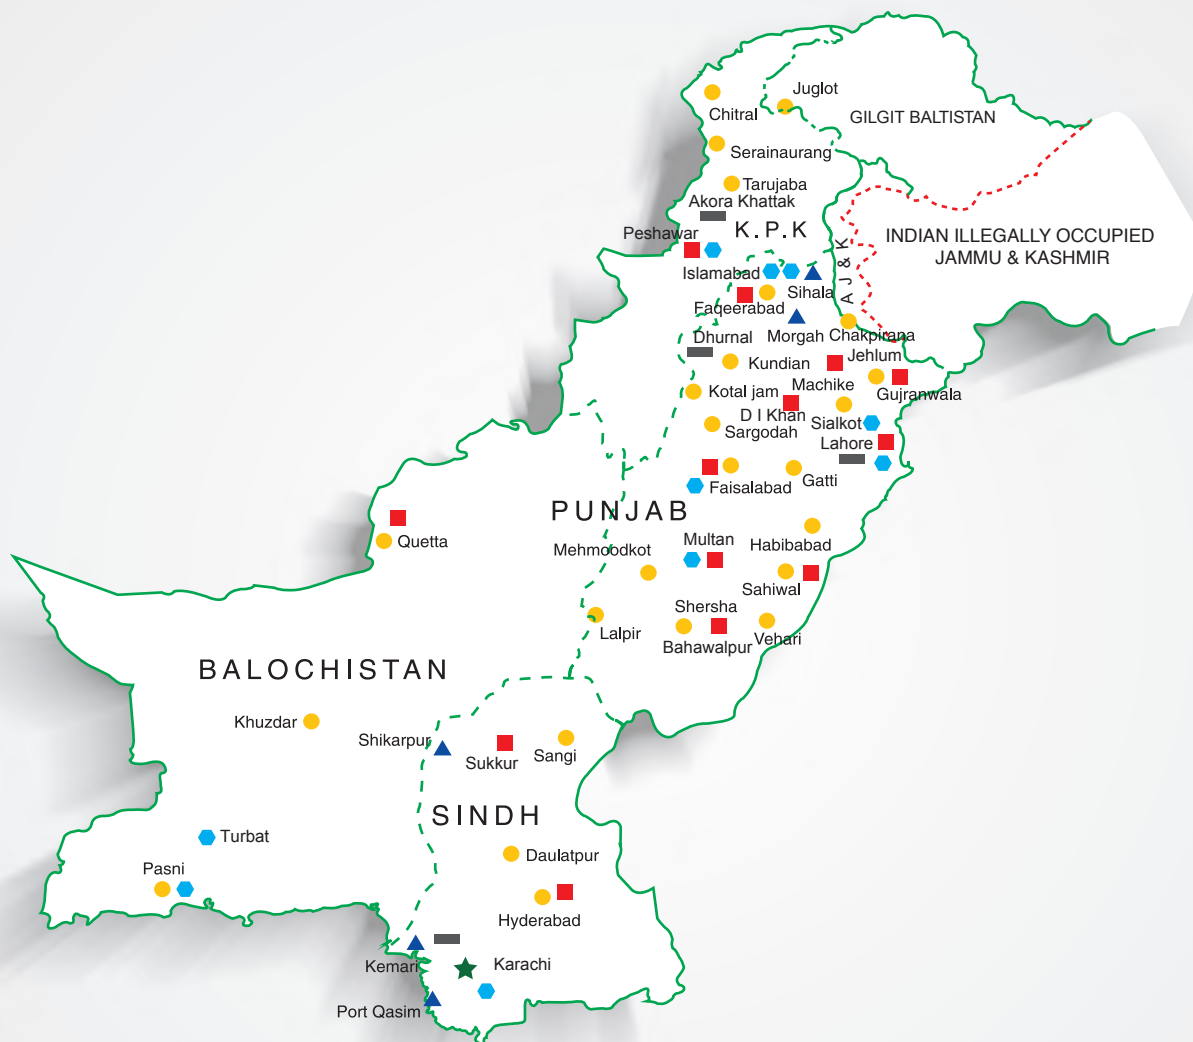 Juglot
Chitral
GILGIT BALTISTAN
Serainaurang
Tarujaba
Akora Khattak
K.P.K
Peshawar
INDIAN ILLEGALLY OCCUPIED
JAMMU & KASHMIR
A J & K
Islamabad
Sihala
Faqeerabad
Dhurnal
Morgah
Chakpirana
Jehlum
Kundian
Machike
Kotal jam
Gujranwala
D I Khan
Sargodah
Sialkot
Lahore
Faisalabad
Gatti
PUNJAB
Quetta
Mehmoodkot
Multan
Habibabad
Sahiwal
Shersha
Lalpir
Bahawalpur
Vehari
BALOCHISTAN
Khuzdar
Shikarpur
Sukkur
Sangi
SINDH
Turbat
Daulatpur
Pasni
Hyderabad
Kemari
Karachi
Port Qasim